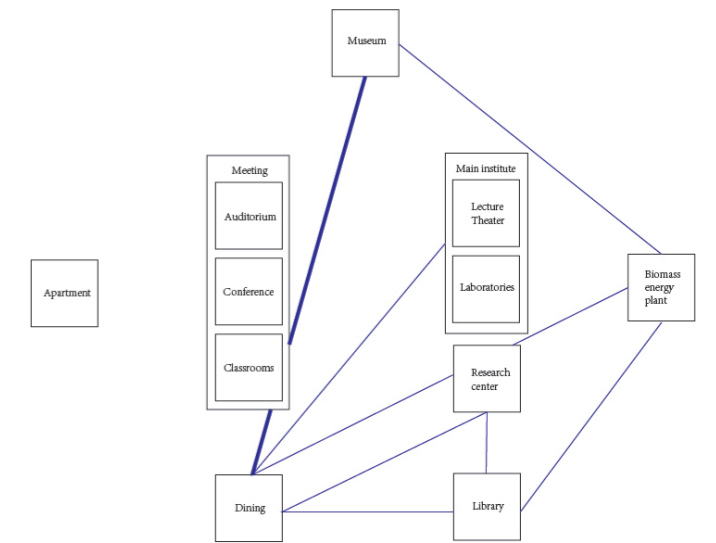 Museum
Meeting
Main institute
Auditorium
Lecture
Theater
Apartment
Conference
Laboratories
Biomass
energy
plant
Classrooms
Research
center
Dining
Library